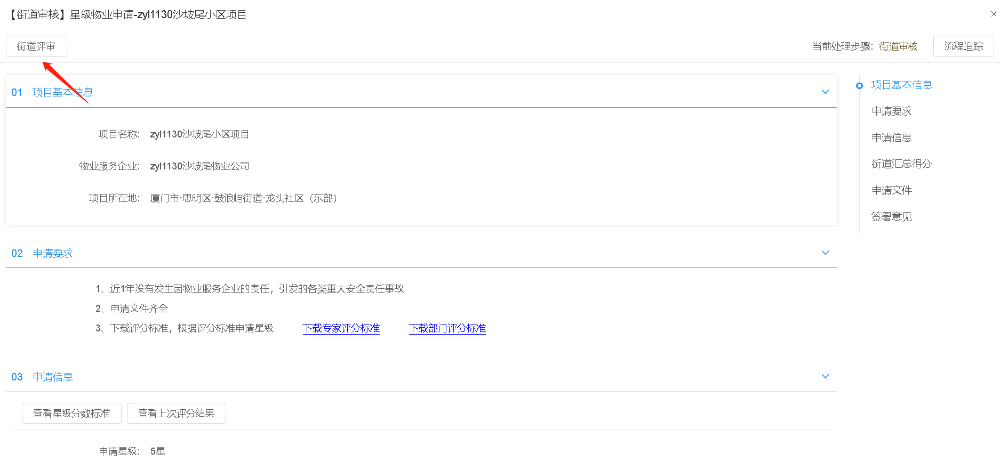 【街道审核】星级物业申请-zyl1130沙坡尾小区项目
街道评审
当前处理步骤: 街道审核
流程追踪
01 项目基本信息
项目名称: zyl1130沙坡尾小区项目
物业服务企业: zyl1130沙坡尾物业公司
项目所在地: 厦门市·思明区·鼓浪屿街道·龙头社区（东部）
02 申请要求
1、近1年没有发生因物业服务企业的责任，引发的各类重大安全责任事故
2、申请文件齐全
3、下载评分标准，根据评分标准申请星级 下载专家评分标准 下载部门评分标准
03 申请信息
查看星级分数标准 查看上次评分结果
申请星级: 5星
项目基本信息
申请要求
申请信息
街道汇总得分
申请文件
签署意见